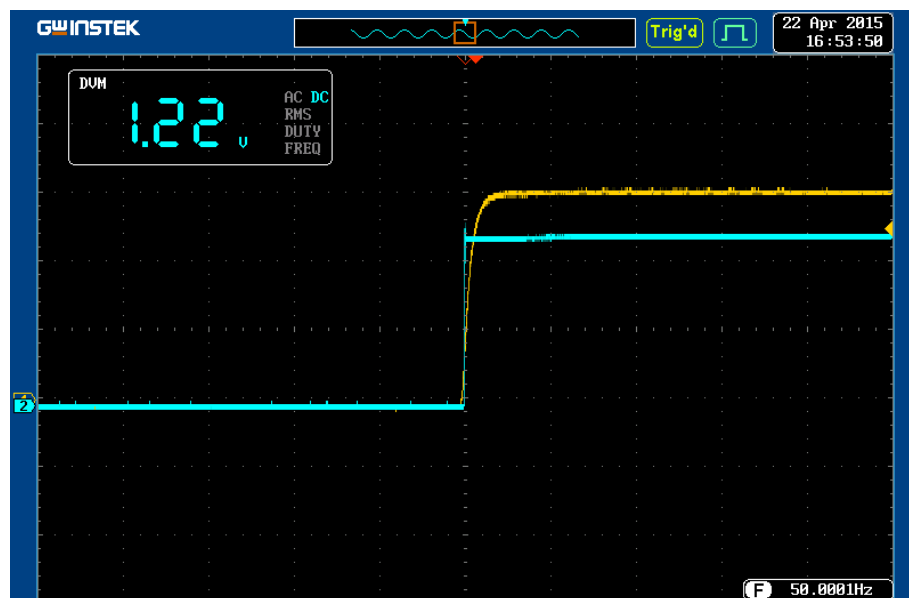 GWINSTEK
Trig'd
22 Apr 2015
16:53:50
DVM
1.22 V
AC DC
RMS
DUTY
FREQ
2
F 50.0001Hz